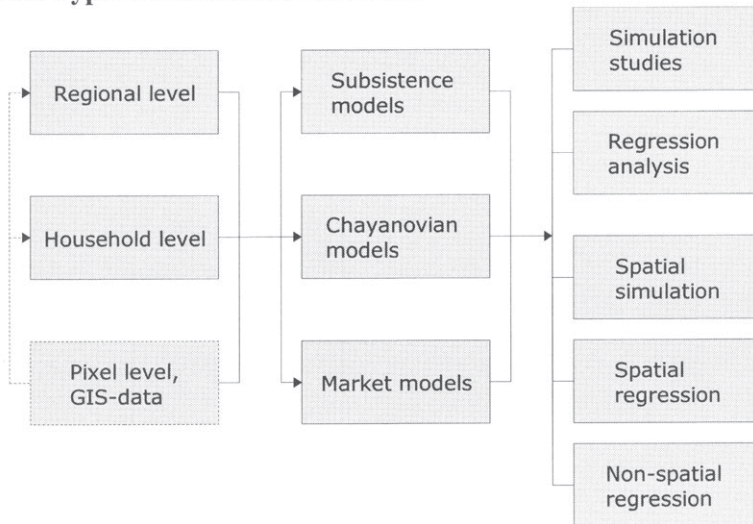 Regional level
Household level
Pixel level,
GIS-data
Subsistence
models
Chayanovian
models
Market models
Simulation
studies
Regression
analysis
Spatial
simulation
Spatial
regression
Non-spatial
regression